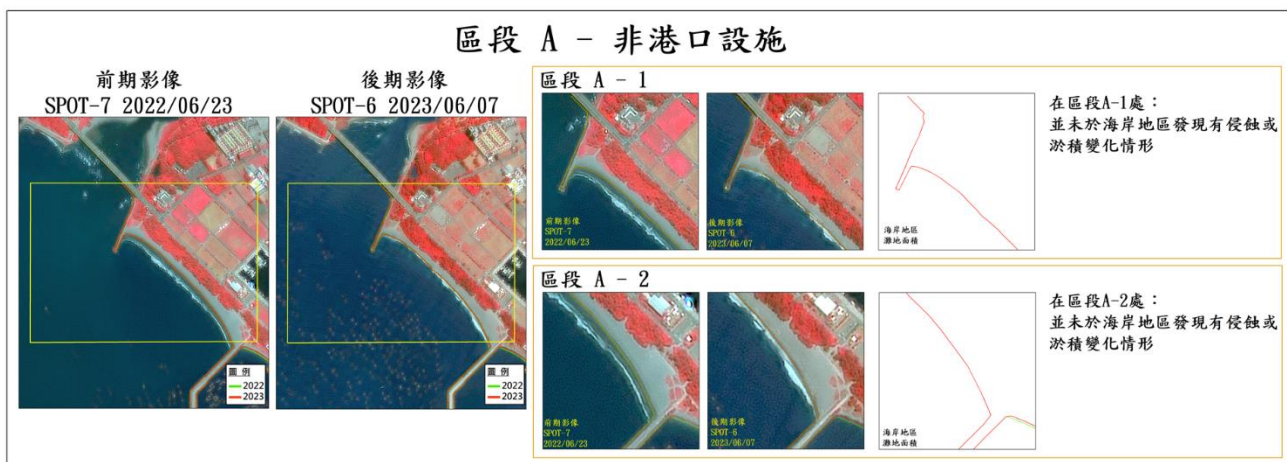 區段 A - 非港口設施
前期影像
SPOT-7 2022/06/23
後期影像
SPOT-6 2023/06/07
圖 例
2022
2023
圖 例
2022
2023
區段 A - 1
前期影像
SPOT-7
2022/06/23
後期影像
SPOT-6
2023/06/07
海岸地區
灘地面積
在區段A-1處：
並未於海岸地區發現有侵蝕或
淤積變化情形
區段 A - 2
前期影像
SPOT-7
2022/06/23
後期影像
SPOT-6
2023/06/07
海岸地區
灘地面積
在區段A-2處：
並未於海岸地區發現有侵蝕或
淤積變化情形